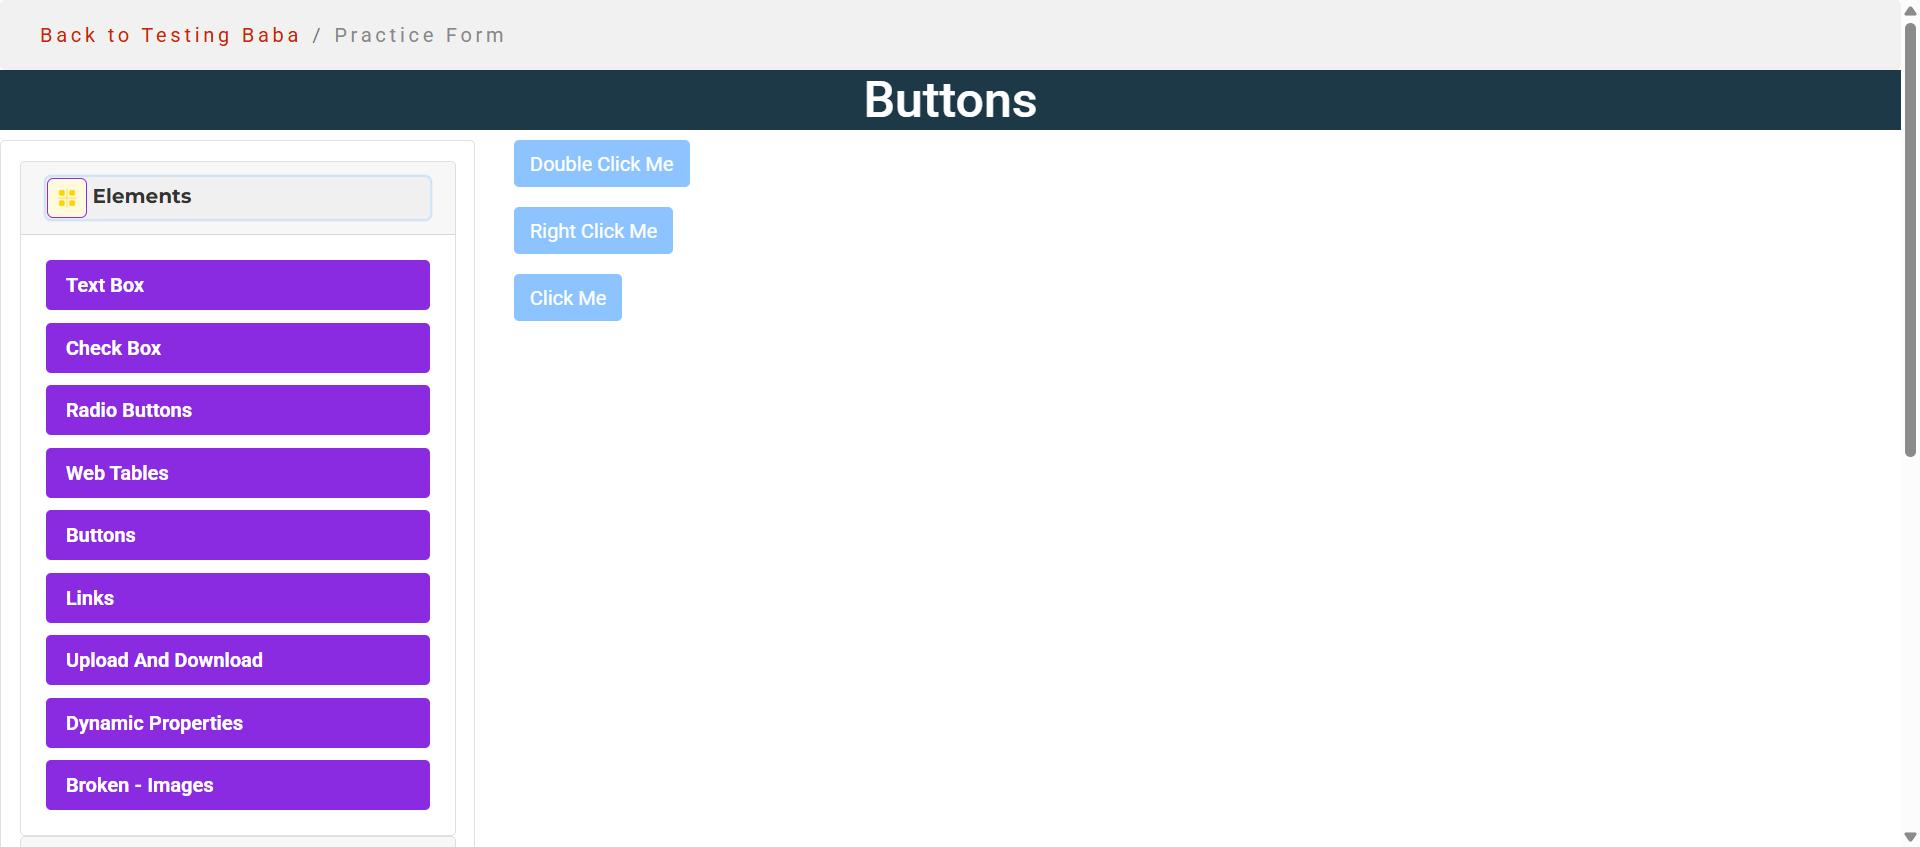 Back to Testing Baba / Practice Form
Buttons
Elements
Text Box
Check Box
Radio Buttons
Web Tables
Buttons
Links
Upload And Download
Dynamic Properties
Broken - Images
Double Click Me
Right Click Me
Click Me